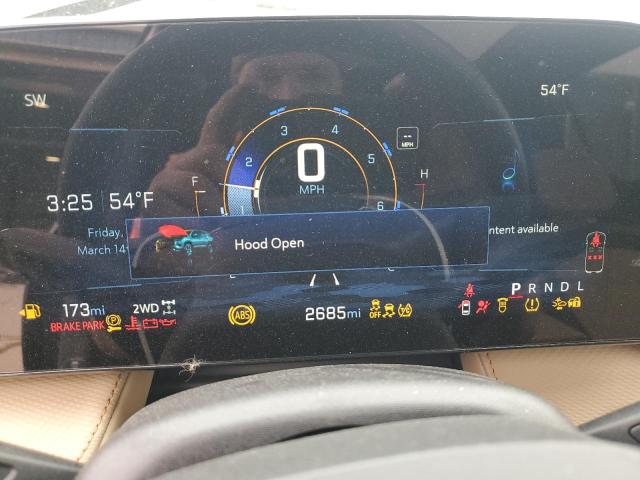 SW
54°F
3
4
2
5
1
6
0
MPH
--
MPH
F
H
3:25 54°F
Friday,
March 14
Hood Open
ntent available
P R N D L
173mi 2WD
BRAKE PARK
ABS
2685mi
OFF